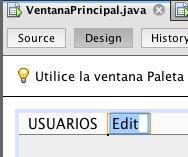 VentanaPrincipal.java
Source Design History
Utilice la ventana Paleta
USUARIOS Edit